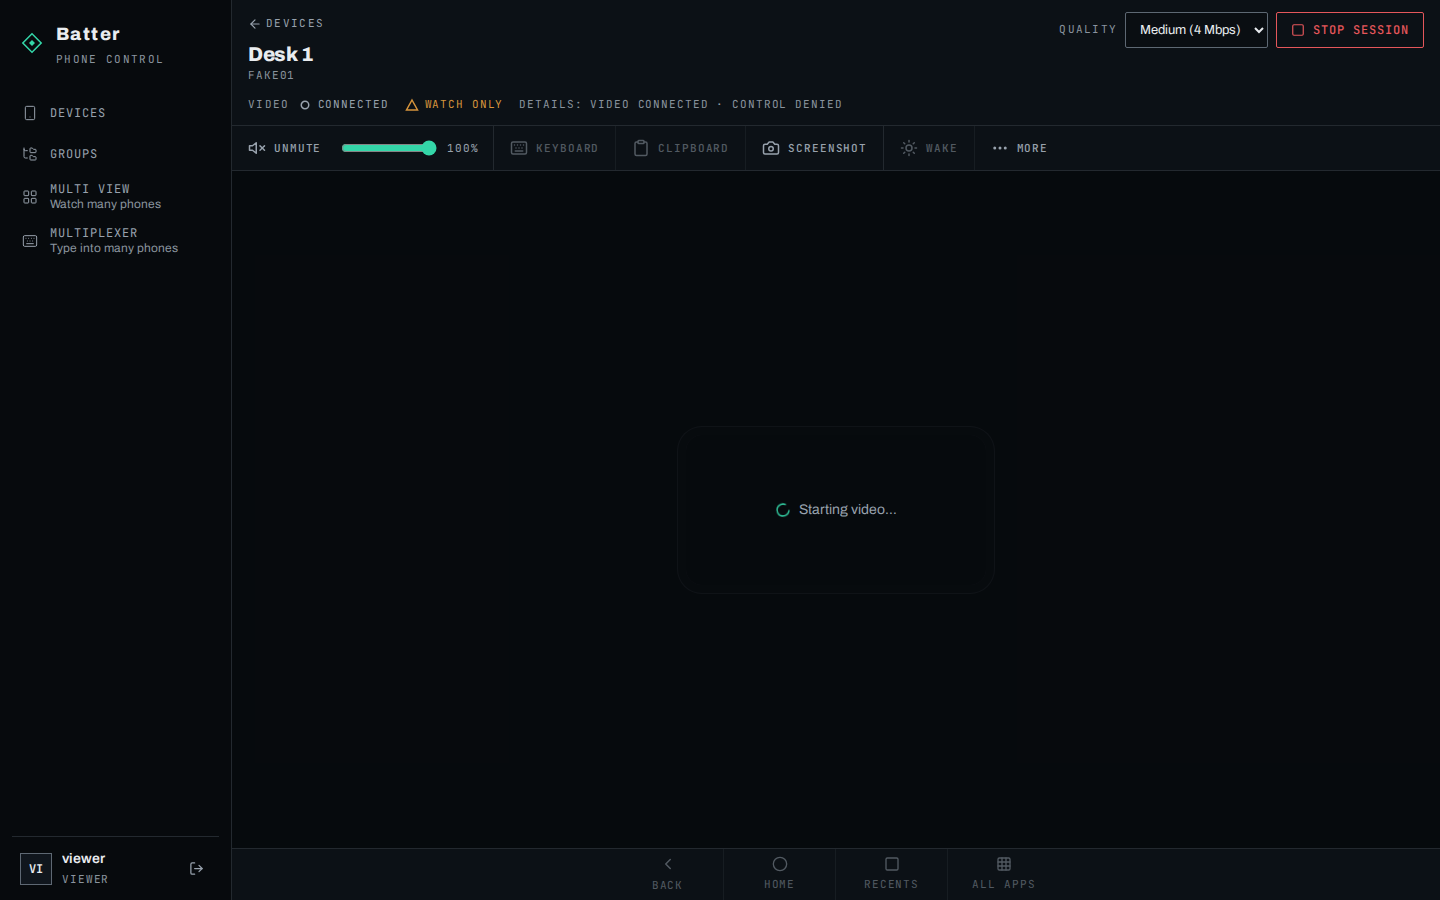 Batter
PHONE CONTROL
DEVICES
GROUPS
MULTI VIEW
Watch many phones
MULTIPLEXER
Type into many phones
VI
viewer
VIEWER
DEVICES
Desk 1
FAKE01
VIDEO CONNECTED WATCH ONLY DETAILS: VIDEO CONNECTED · CONTROL DENIED
QUALITY Medium (4 Mbps) STOP SESSION
UNMUTE 100% KEYBOARD CLIPBOARD SCREENSHOT WAKE MORE
Starting video...
BACK HOME RECENTS ALL APPS